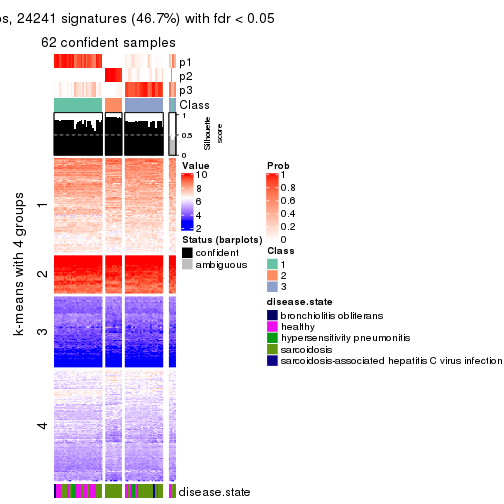 s, 24241 signatures (46.7%) with fdr < 0.05
62 confident samples
p1
p2
p3
Class
1
0.5
0
Silhouette
score
k-means with 4 groups
1
2
3
4
disease.state
Value
10
8
6
4
2
Status (barplots)
confident
ambiguous
Prob
1
0.8
0.6
0.4
0.2
0
Class
1
2
3
disease.state
bronchiolitis obliterans
healthy
hypersensitivity pneumonitis
sarcoidosis
sarcoidosis-associated hepatitis C virus infection